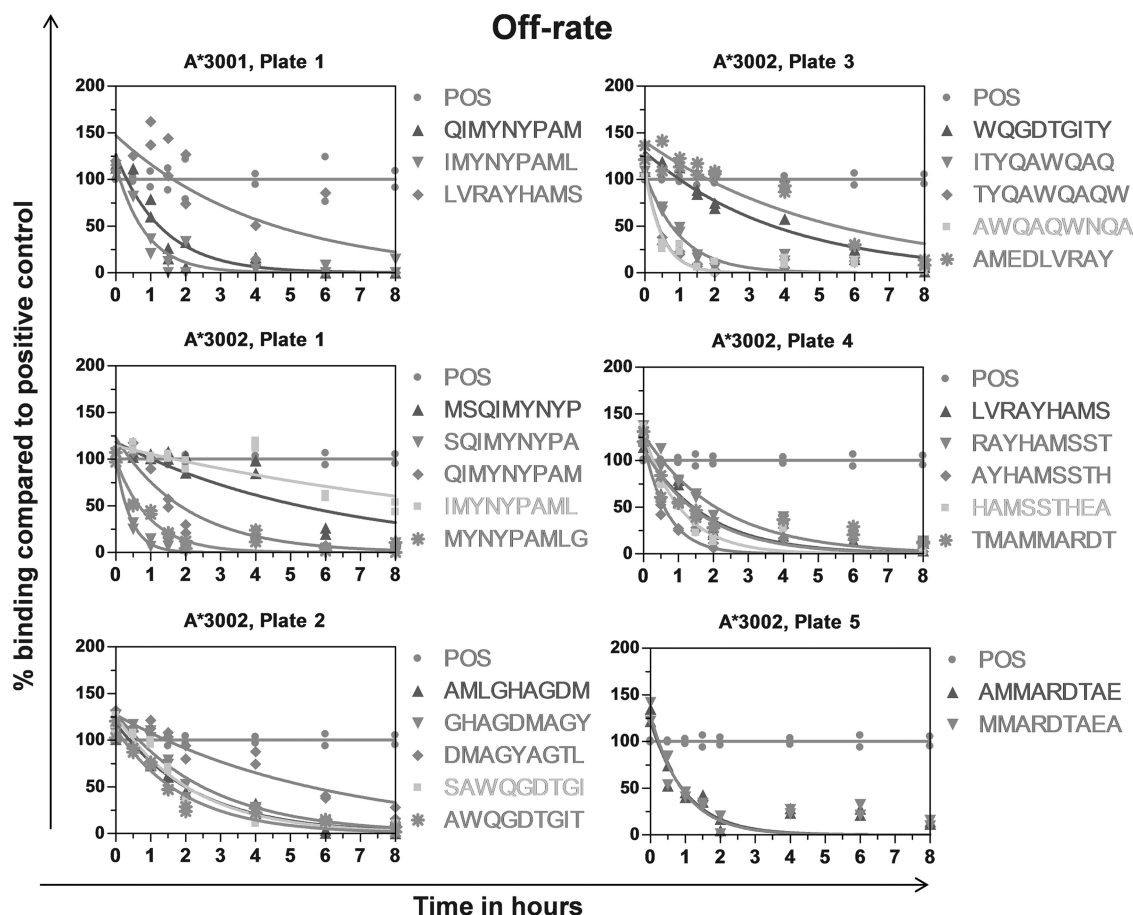 Off-rate
% binding compared to positive control
A*3001, Plate 1
200
150
100
50
0
0 1 2 3 4 5 6 7 8
POS
QIMYNYPAM
IMYNYPAML
LVRAYHAMS
A*3002, Plate 3
200
150
100
50
0
0 1 2 3 4 5 6 7 8
POS
WQGDTGITY
ITYQAWQAQ
TYQAWQAQW
AWQAQWNQA
AMEDLVRAY
A*3002, Plate 1
200
150
100
50
0
0 1 2 3 4 5 6 7 8
POS
MSQIMYNYP
SQIMYNYPA
QIMYNYPAM
IMYNYPAML
MYNYPAMLG
A*3002, Plate 4
200
150
100
50
0
0 1 2 3 4 5 6 7 8
POS
LVRAYHAMS
RAYHAMSST
AYHAMSSTH
HAMSSTHEA
TMAMMARDT
A*3002, Plate 2
200
150
100
50
0
0 1 2 3 4 5 6 7 8
POS
AMLGHAGDM
GHAGDMAGY
DMAGYAGTL
SAWQGDTGI
AWQGDTGIT
A*3002, Plate 5
200
150
100
50
0
0 1 2 3 4 5 6 7 8
POS
AMMARDTAE
MMARDTAEA
Time in hours